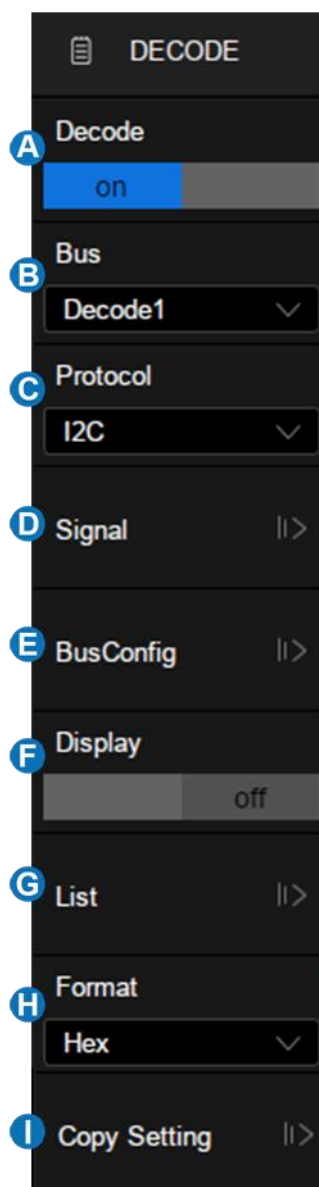 DECODE
A
Decode
on
B
Bus
Decode1
C
Protocol
I2C
D
Signal
E
BusConfig
F
Display
off
G
List
H
Format
Hex
I
Copy Setting